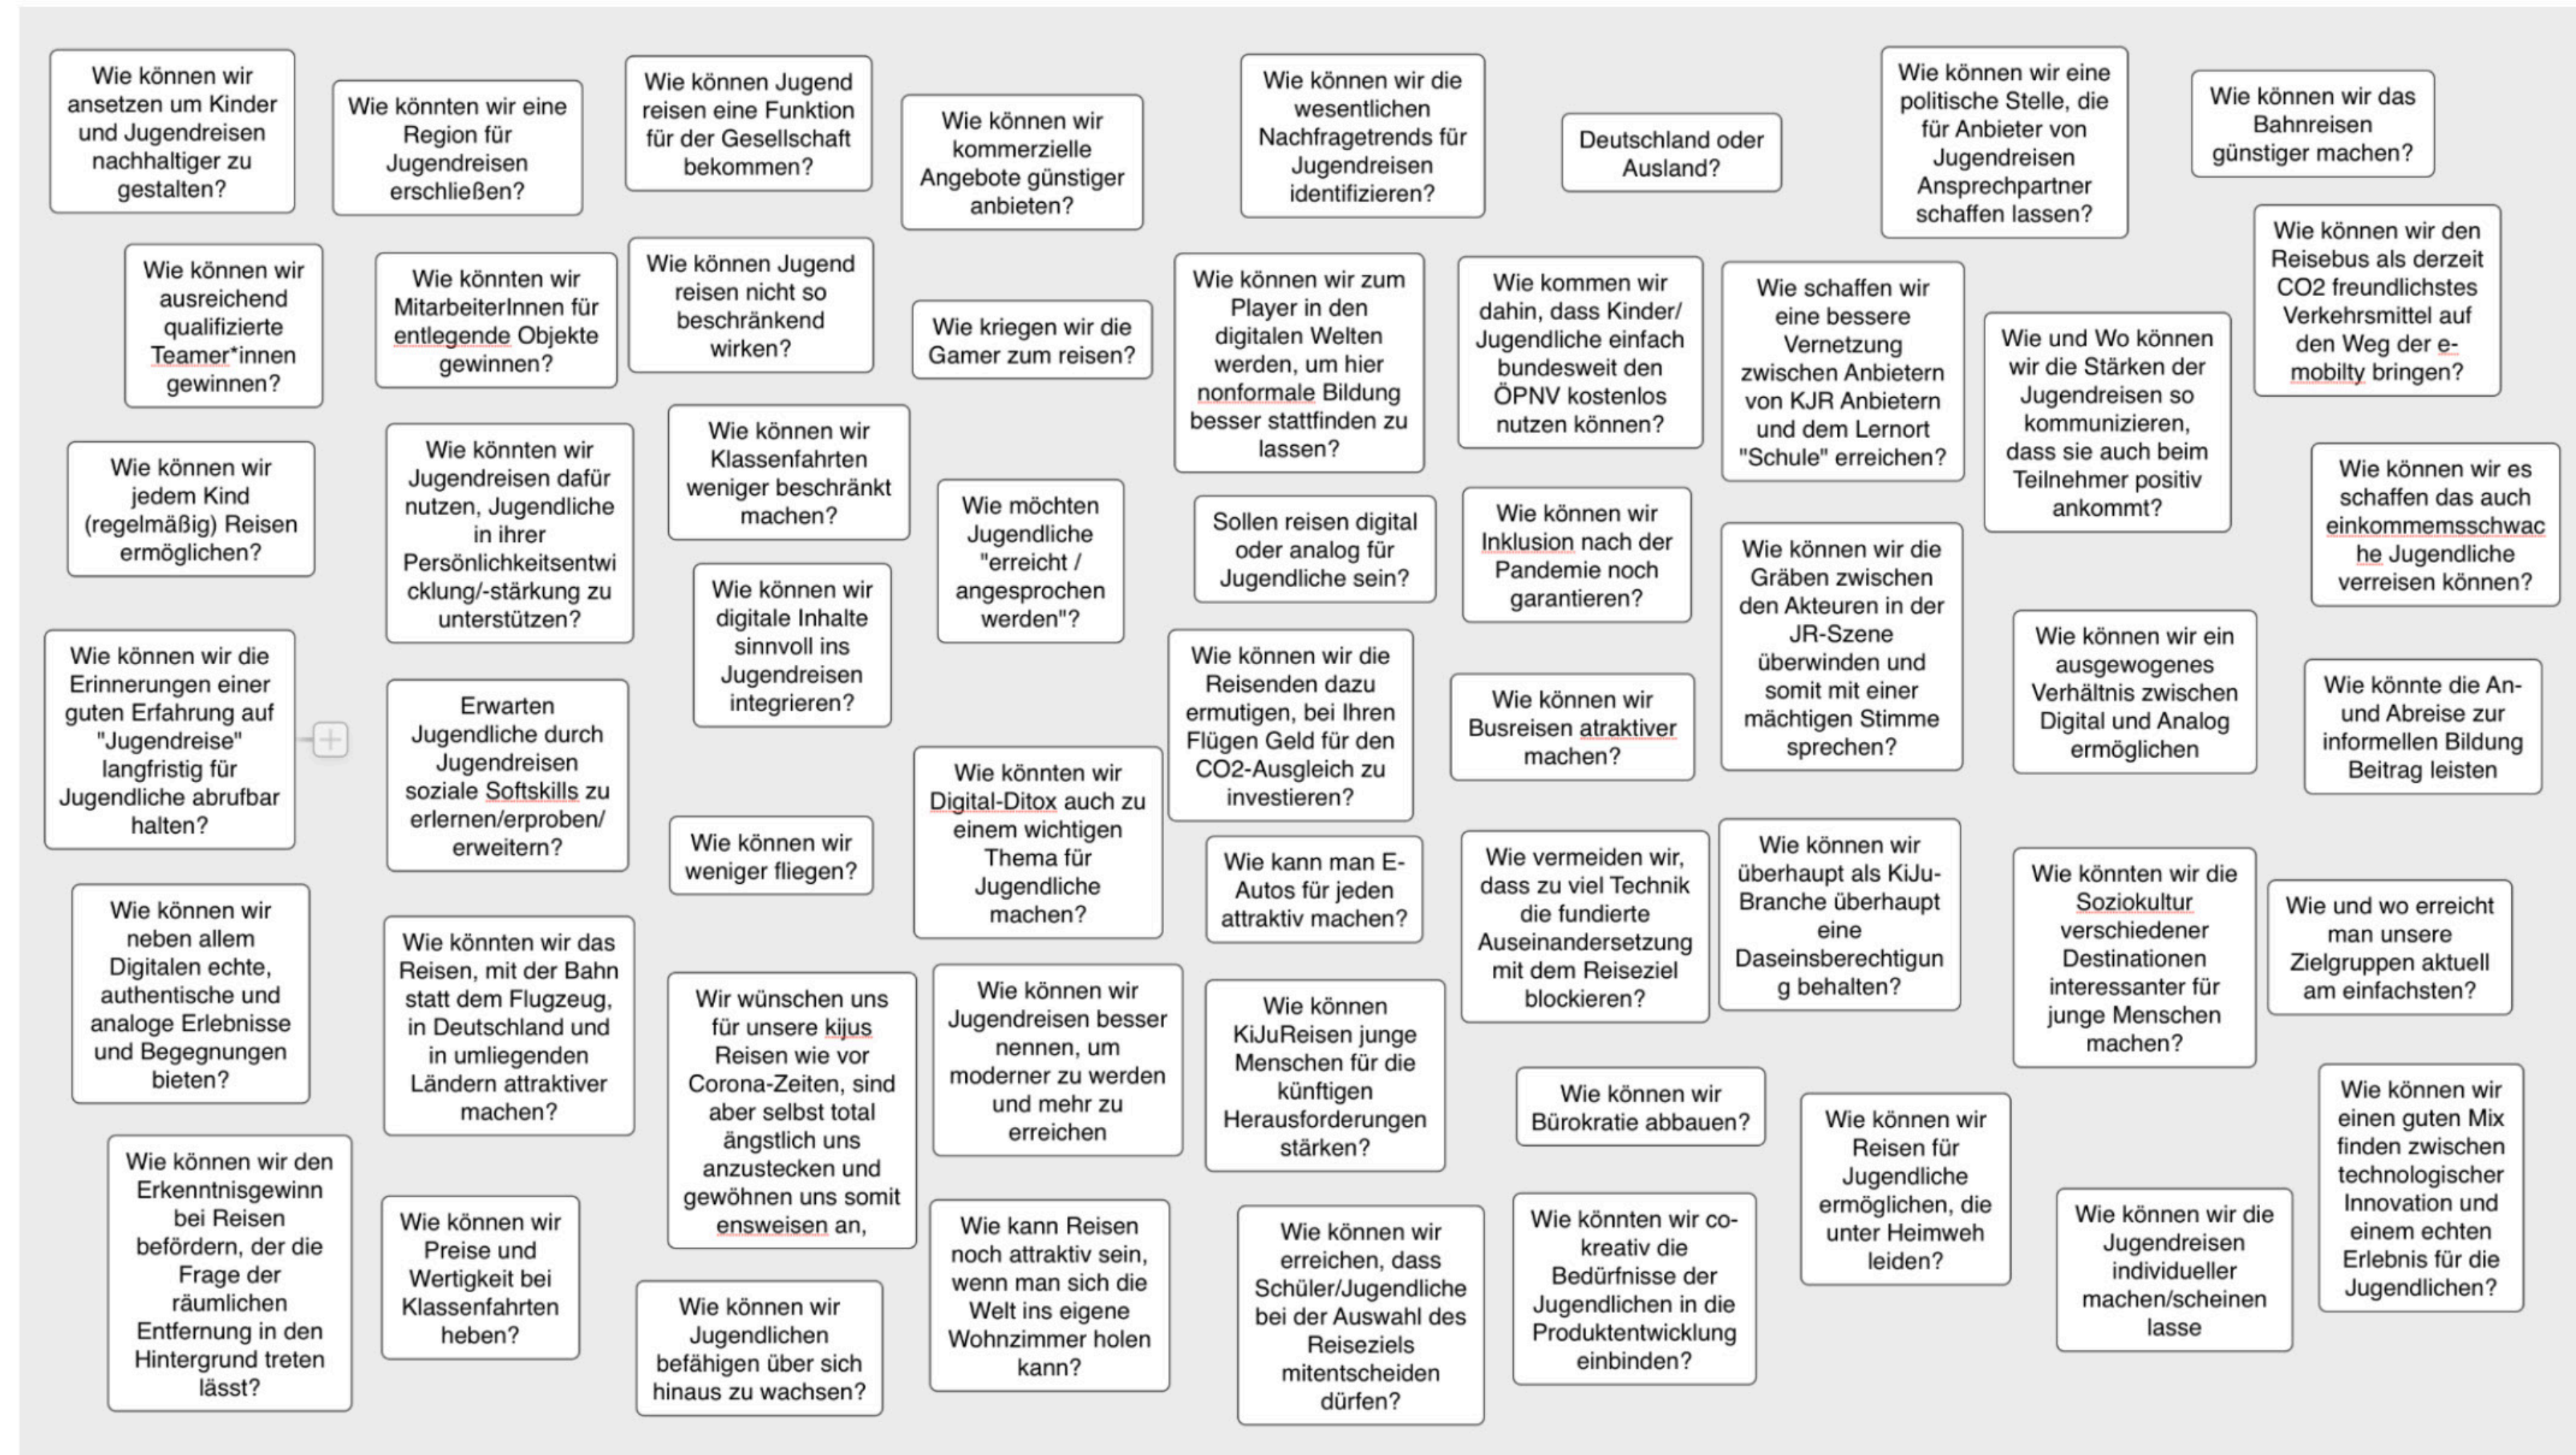 Wie können wir
ansetzen um Kinder
und Jugendreisen
nachhaltiger zu
gestalten?
Wie könnten wir eine
Region für
Jugendreisen
erschließen?
Wie können Jugend
reisen eine Funktion
für der Gesellschaft
bekommen?
Wie können wir
kommerzielle
Angebote günstiger
anbieten?
Wie können wir die
wesentlichen
Nachfragetrends für
Jugendreisen
identifizieren?
Deutschland oder
Ausland?
Wie können wir eine
politische Stelle, die
für Anbieter von
Jugendreisen
Ansprechpartner
schaffen lassen?
Wie können wir das
Bahnreisen
günstiger machen?
Wie können wir
ausreichend
qualifizierte
Teamer*innen
gewinnen?
Wie könnten wir
MitarbeiterInnen für
entlegende Objekte
gewinnen?
Wie können Jugend
reisen nicht so
beschränkend
wirken?
Wie kriegen wir die
Gamer zum reisen?
Wie können wir zum
Player in den
digitalen Welten
werden, um hier
nonformale Bildung
besser stattfinden zu
lassen?
Wie kommen wir
dahin, dass Kinder/
Jugendliche einfach
bundesweit den
ÖPNV kostenlos
nutzen können?
Wie schaffen wir
eine bessere
Vernetzung
zwischen Anbietern
von KJR Anbietern
und dem Lernort
"Schule" erreichen?
Wie und Wo können
wir die Stärken der
Jugendreisen so
kommunizieren,
dass sie auch beim
Teilnehmer positiv
ankommt?
Wie können wir den
Reisebus als derzeit
CO2 freundlichstes
Verkehrsmittel auf
den Weg der e-
mobilty bringen?
Wie können wir
jedem Kind
(regelmäßig) Reisen
ermöglichen?
Wie könnten wir
Jugendreisen dafür
nutzen, Jugendliche
in ihrer
Persönlichkeitsentwi
cklung/-stärkung zu
unterstützen?
Wie können wir
Klassenfahrten
weniger beschränkt
machen?
Wie möchten
Jugendliche
"erreicht /
angesprochen
werden"?
Sollen reisen digital
oder analog für
Jugendliche sein?
Wie können wir
Inklusion nach der
Pandemie noch
garantieren?
Wie können wir die
Gräben zwischen
den Akteuren in der
JR-Szene
überwinden und
somit mit einer
mächtigen Stimme
sprechen?
Wie können wir es
schaffen das auch
einkommemsschwac
he Jugendliche
verreisen können?
Wie können wir
digitale Inhalte
sinnvoll ins
Jugendreisen
integrieren?
Wie können wir die
Erinnerungen einer
guten Erfahrung auf
"Jugendreise"
langfristig für
Jugendliche abrufbar
halten?
Erwarten
Jugendliche durch
Jugendreisen
soziale Softskills zu
erlernen/erproben/
erweitern?
Wie können wir die
Reisenden dazu
ermutigen, bei Ihren
Flügen Geld für den
CO2-Ausgleich zu
investieren?
Wie können wir
Busreisen atraktiver
machen?
Wie können wir ein
ausgewogenes
Verhältnis zwischen
Digital und Analog
ermöglichen
Wie könnte die An-
und Abreise zur
informellen Bildung
Beitrag leisten
Wie können wir
weniger fliegen?
Wie könnten wir
Digital-Ditox auch zu
einem wichtigen
Thema für
Jugendliche
machen?
Wie kann man E-
Autos für jeden
attraktiv machen?
Wie vermeiden wir,
dass zu viel Technik
die fundierte
Auseinandersetzung
mit dem Reiseziel
blockieren?
Wie können wir
überhaupt als KiJu-
Branche überhaupt
eine
Daseinsberechtigun
g behalten?
Wie könnten wir die
Soziokultur
verschiedener
Destinationen
interessanter für
junge Menschen
machen?
Wie und wo erreicht
man unsere
Zielgruppen aktuell
am einfachsten?
Wie können wir
neben allem
Digitalen echte,
authentische und
analoge Erlebnisse
und Begegnungen
bieten?
Wie könnten wir das
Reisen, mit der Bahn
statt dem Flugzeug,
in Deutschland und
in umliegenden
Ländern attraktiver
machen?
Wir wünschen uns
für unsere kijus
Reisen wie vor
Corona-Zeiten, sind
aber selbst total
ängstlich uns
anzustecken und
gewöhnen uns somit
ensweisen an,
Wie können wir
Jugendreisen besser
nennen, um
moderner zu werden
und mehr zu
erreichen
Wie können
KiJuReisen junge
Menschen für die
künftigen
Herausforderungen
stärken?
Wie können wir
Bürokratie abbauen?
Wie können wir
Reisen für
Jugendliche
ermöglichen, die
unter Heimweh
leiden?
Wie können wir
einen guten Mix
finden zwischen
technologischer
Innovation und
einem echten
Erlebnis für die
Jugendlichen?
Wie können wir den
Erkenntnisgewinn
bei Reisen
befördern, der die
Frage der
räumlichen
Entfernung in den
Hintergrund treten
lässt?
Wie können wir
Preise und
Wertigkeit bei
Klassenfahrten
heben?
Wie können wir
Jugendlichen
befähigen über sich
hinaus zu wachsen?
Wie kann Reisen
noch attraktiv sein,
wenn man sich die
Welt ins eigene
Wohnzimmer holen
kann?
Wie können wir
erreichen, dass
Schüler/Jugendliche
bei der Auswahl des
Reiseziels
mitentscheiden
dürfen?
Wie könnten wir co-
kreativ die
Bedürfnisse der
Jugendlichen in die
Produktentwicklung
einbinden?
Wie können wir die
Jugendreisen
individueller
machen/scheinen
lasse